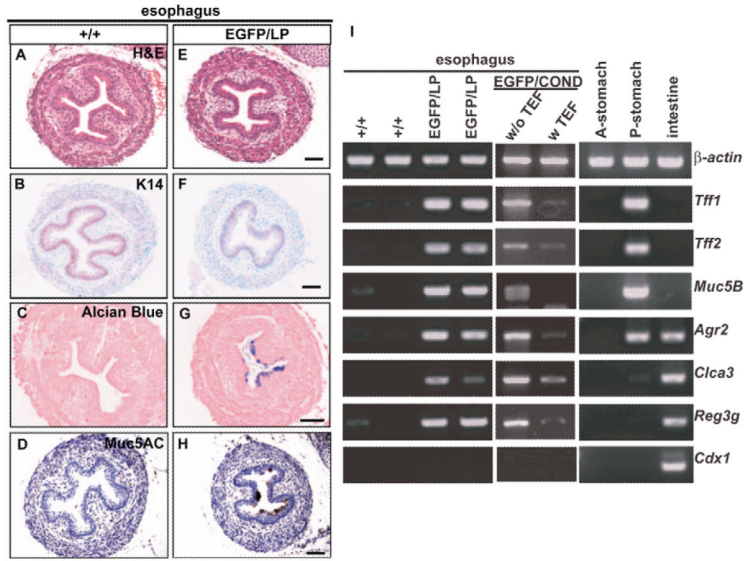 esophagus
+/+
EGFP/LP
A
H&E
E
B
K14
F
C
Alcian Blue
G
D
Muc5AC
H
I
esophagus
EGFP/COND
+/+
+/+
EGFP/LP
EGFP/LP
w/o TEF
w TEF
A-stomach
P-stomach
intestine
β-actin
Tff1
Tff2
Muc5B
Agr2
Clca3
Reg3g
Cdx1